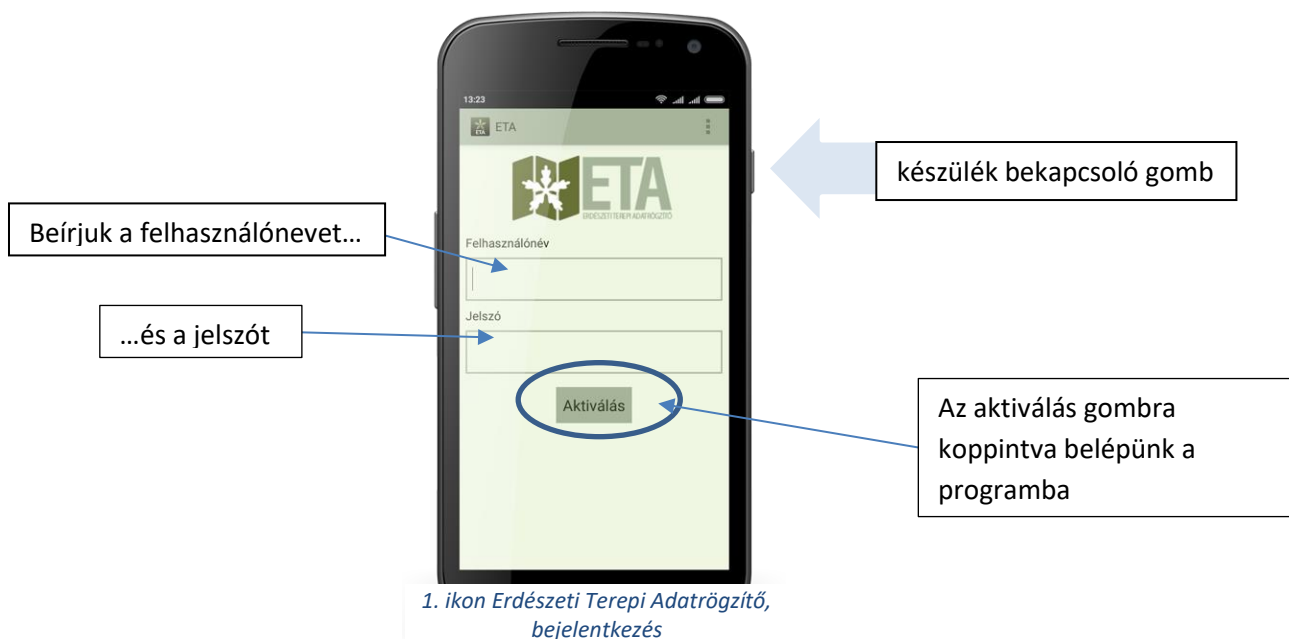 13:23
ETA
ETA
ETA
ERDÉSZETI TEREPI ADATRÖGZÍTŐ
készülék bekapcsoló gomb
Beírjuk a felhasználónevet…
Felhasználónév
…és a jelszót
Jelszó
Aktiválás
Az aktiválás gombra
koppintva belépünk a
programba
1. ikon Erdészeti Terepi Adatrögzítő,
bejelentkezés